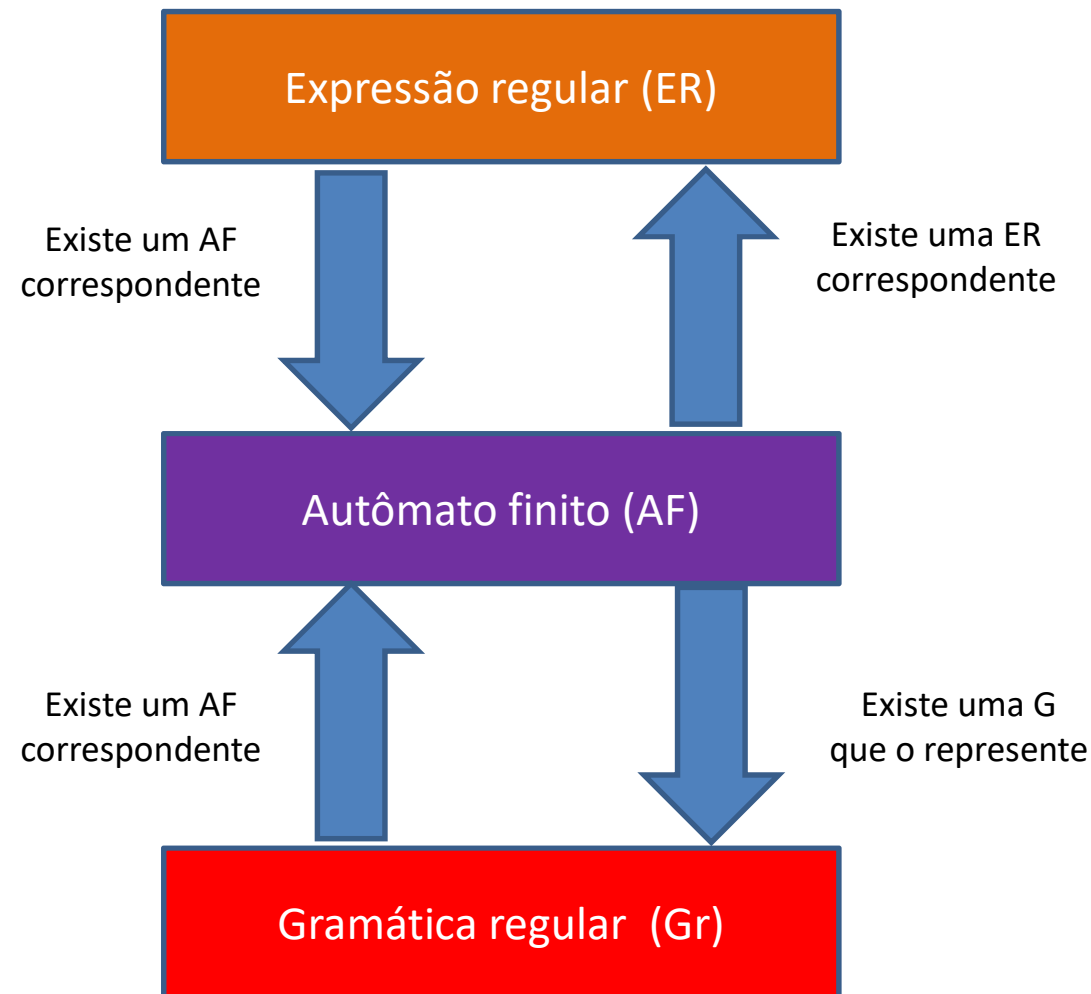 Expressão regular (ER)
Existe um AF
correspondente
Existe uma ER
correspondente
Autômato finito (AF)
Existe um AF
correspondente
Existe uma G
que o represente
Gramática regular (Gr)